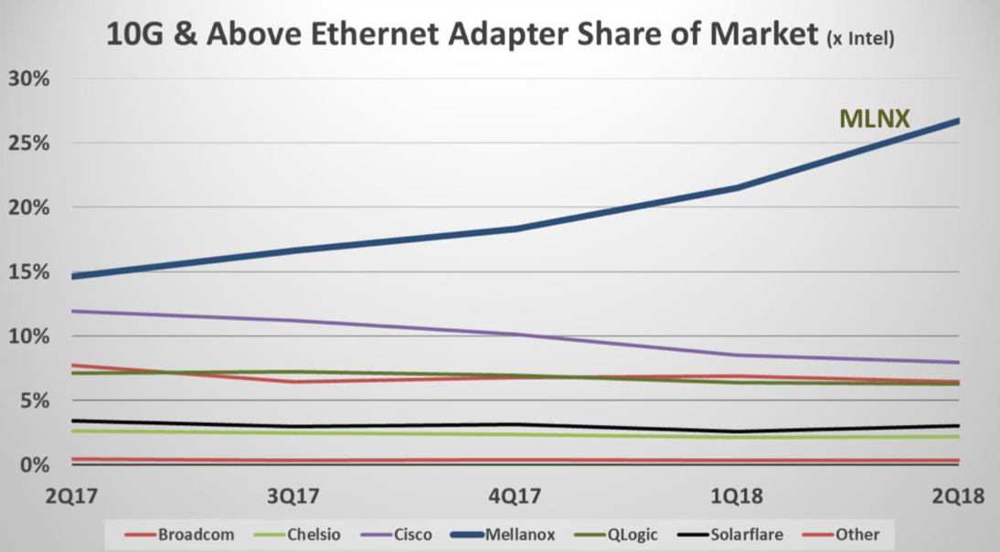 10G & Above Ethernet Adapter Share of Market (x Intel)
30%
MLNX
25%
20%
15%
10%
5%
0%
2Q17 3Q17 4Q17 1Q18 2Q18
Broadcom Chelsio Cisco Mellanox QLogic Solarflare Other